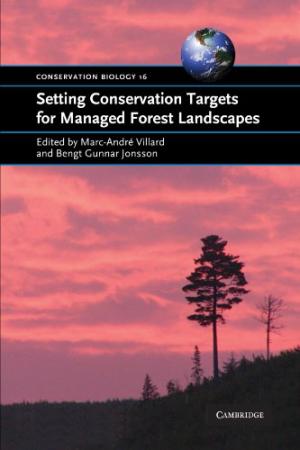 CONSERVATION BIOLOGY 16
Setting Conservation Targets
for Managed Forest Landscapes
Edited by Marc-André Villard
and Bengt Gunnar Jonsson
CAMBRIDGE